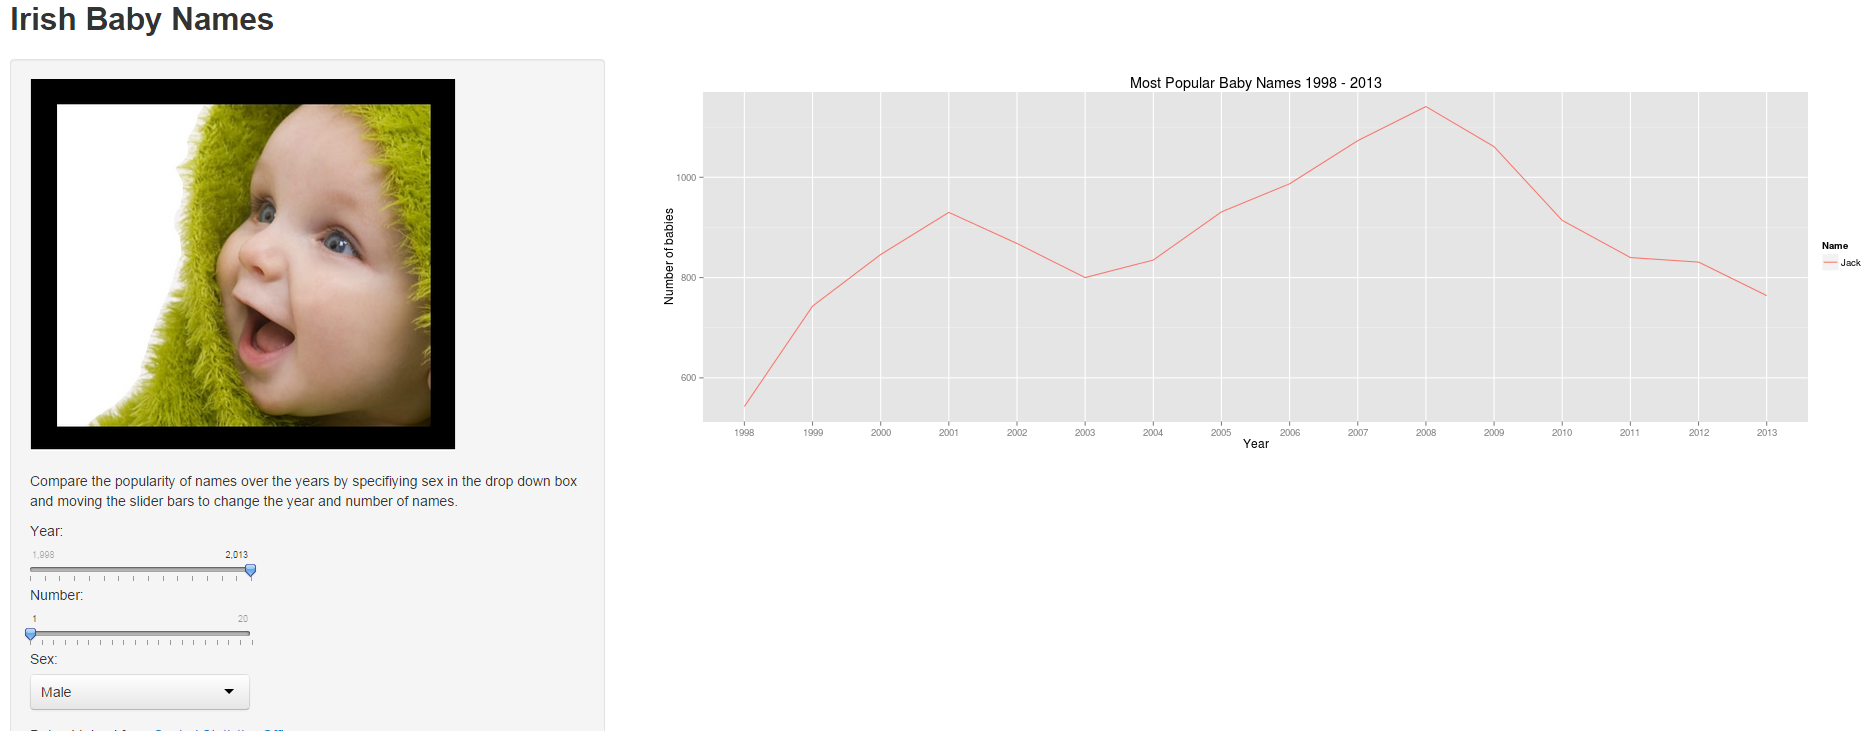 Irish Baby Names
Compare the popularity of names over the years by specifiying sex in the drop down box
and moving the slider bars to change the year and number of names.
Year:
1,998 2,013
Number:
1 20
Sex:
Male
Most Popular Baby Names 1998 - 2013
Number of babies
1000
800
600
1998 1999 2000 2001 2002 2003 2004 2005 2006 2007 2008 2009 2010 2011 2012 2013
Year
Name
Jack